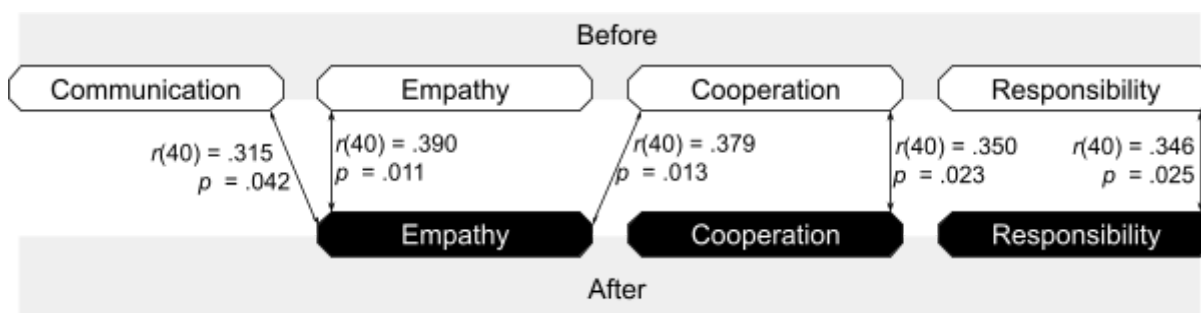 Before
Communication
Empathy
Cooperation
Responsibility
r(40) = .315
p = .042
r(40) = .390
p = .011
r(40) = .379
p = .013
r(40) = .350
p = .023
r(40) = .346
p = .025
Empathy
Cooperation
Responsibility
After